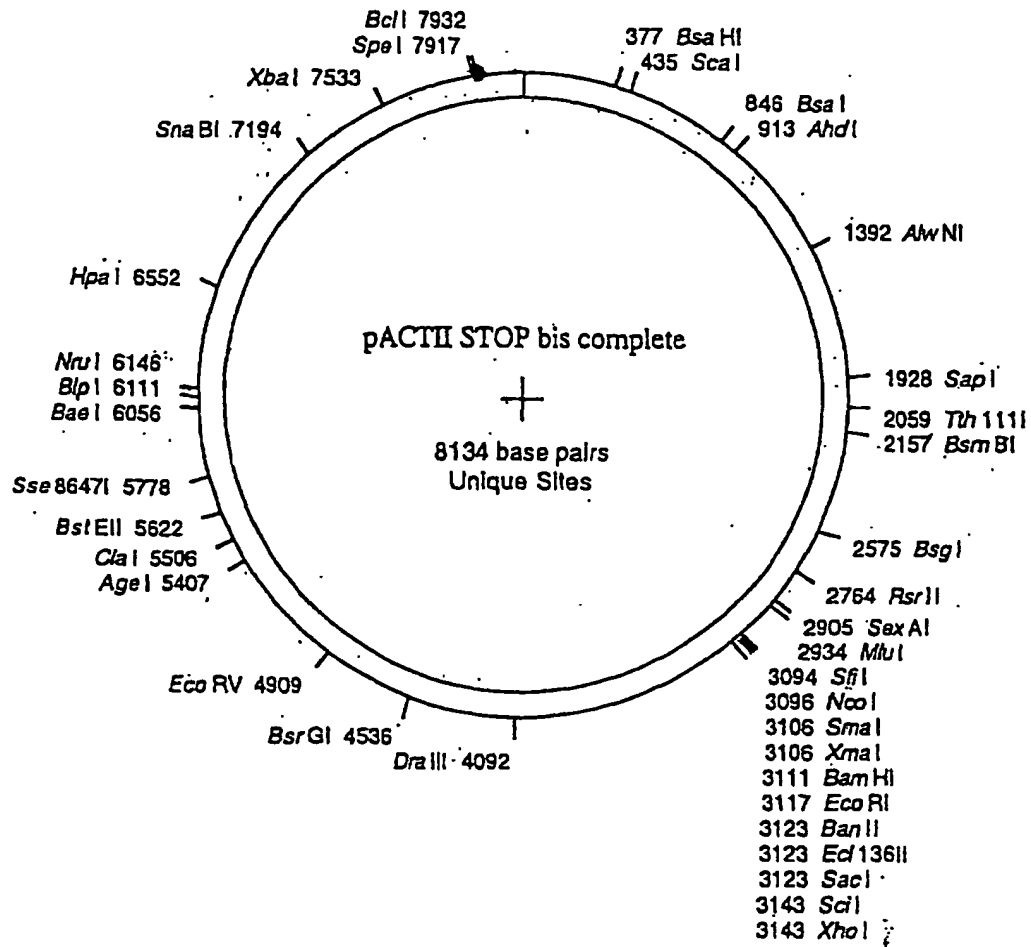 BclI 7932
SpeI 7917
XbaI 7533
SnaBI 7194
HpaI 6552
NruI 6146
BlpI 6111
BaeI 6056
Sse8647I 5778
BstEII 5622
ClaI 5506
AgeI 5407
EcoRV 4909
BsrGI 4536
DraIII 4092
377 BsaHI
435 ScaI
846 BsaI
913 AhdI
1392 AlwNI
1928 SapI
2059 Tth111I
2157 BsmBI
2575 BsgI
2764 RsrII
2905 SexAI
2934 MluI
3094 SfiI
3096 NcoI
3106 SmaI
3106 XmaI
3111 BamHI
3117 EcoRI
3123 BanII
3123 Ecl136II
3123 SacI
3143 SciI
3143 XhoI
pACTII STOP bis complete
8134 base pairs
Unique Sites